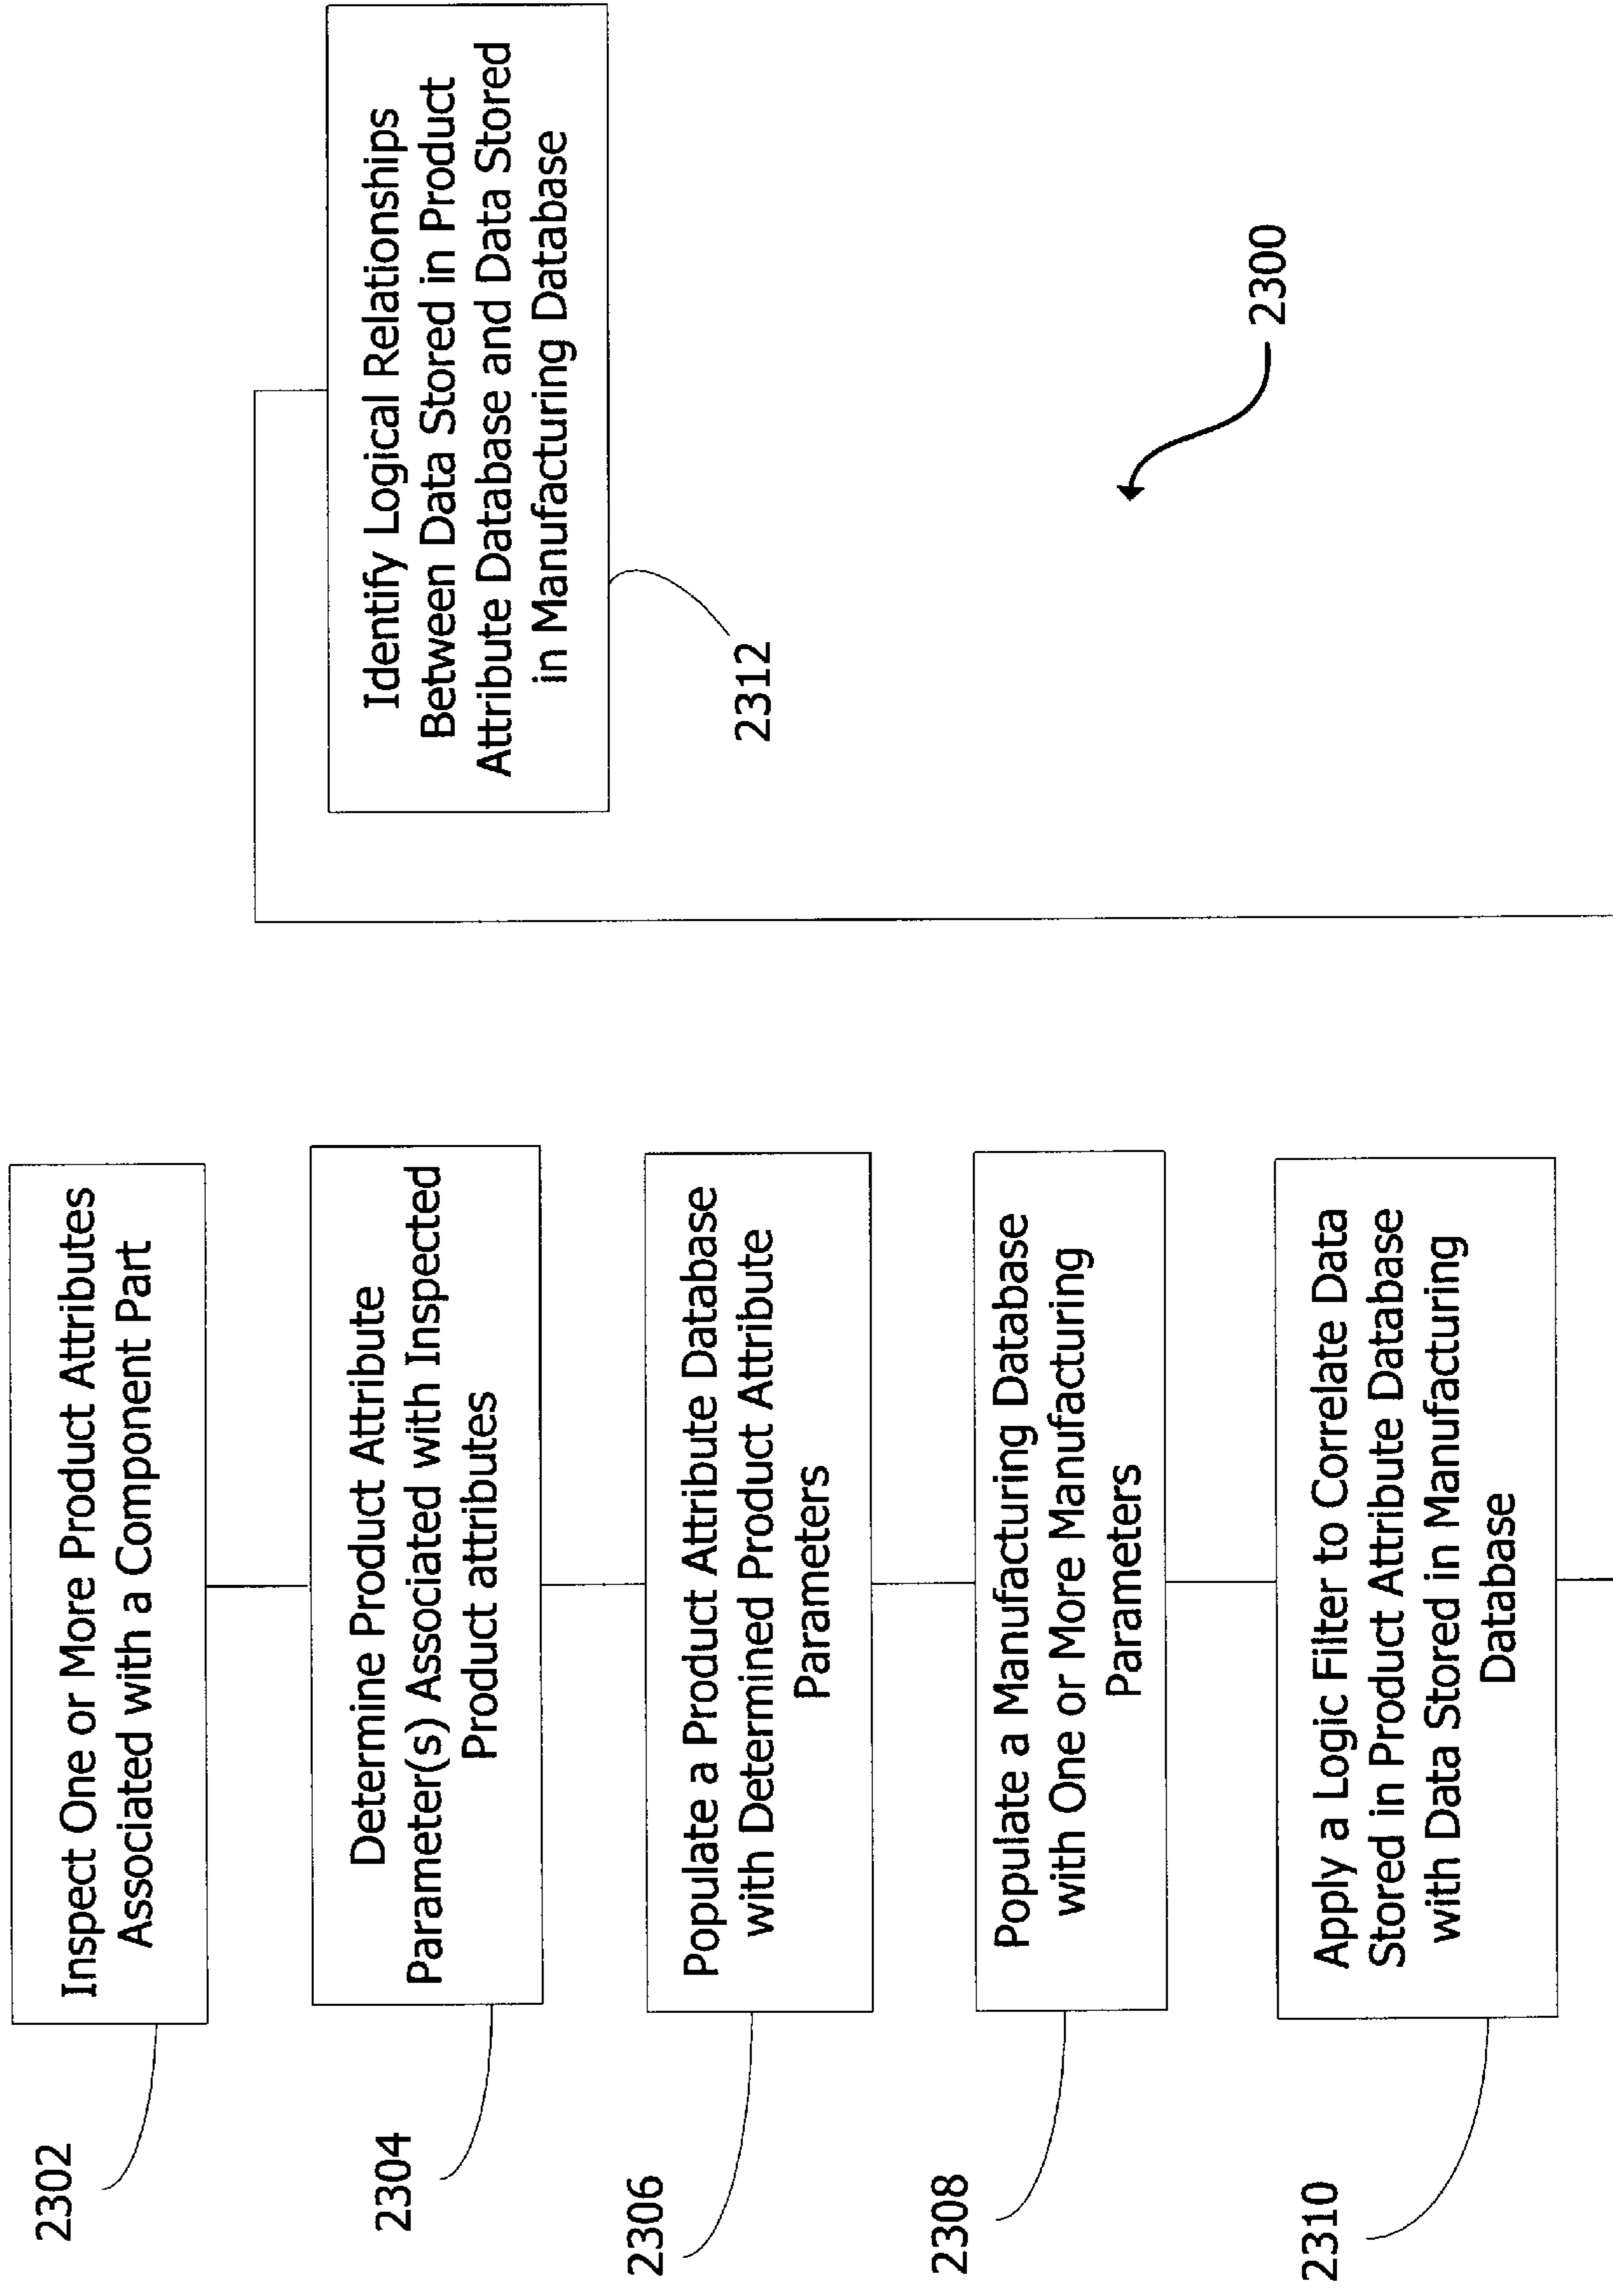 2302
Inspect One or More Product Attributes
Associated with a Component Part
2304
Determine Product Attribute
Parameter(s) Associated with Inspected
Product attributes
2306
Populate a Product Attribute Database
with Determined Product Attribute
Parameters
2308
Populate a Manufacturing Database
with One or More Manufacturing
Parameters
2310
Apply a Logic Filter to Correlate Data
Stored in Product Attribute Database
with Data Stored in Manufacturing
Database
Identify Logical Relationships
Between Data Stored in Product
Attribute Database and Data Stored
in Manufacturing Database
2312
2300